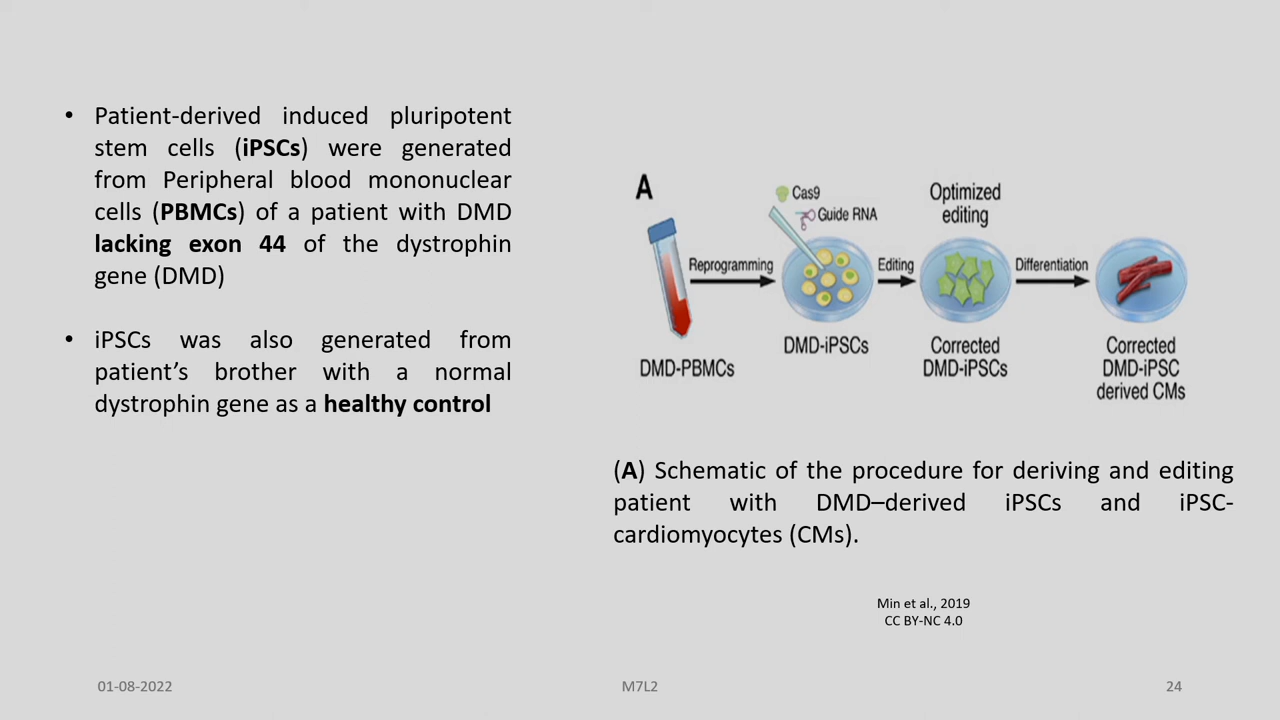 • Patient-derived induced pluripotent
stem cells (iPSCs) were generated
from Peripheral blood mononuclear
cells (PBMCs) of a patient with DMD
lacking exon 44 of the dystrophin
gene (DMD)
• iPSCs was also generated from
patient’s brother with a normal
dystrophin gene as a healthy control
A
Cas9
Guide RNA
Optimized
editing
Reprogramming
Editing
Differentiation
DMD-PBMCs
DMD-iPSCs
Corrected
DMD-iPSCs
Corrected
DMD-iPSC
derived CMs
(A) Schematic of the procedure for deriving and editing
patient with DMD–derived iPSCs and iPSC-
cardiomyocytes (CMs).
Min et al., 2019
CC BY-NC 4.0
01-08-2022
M7L2
24